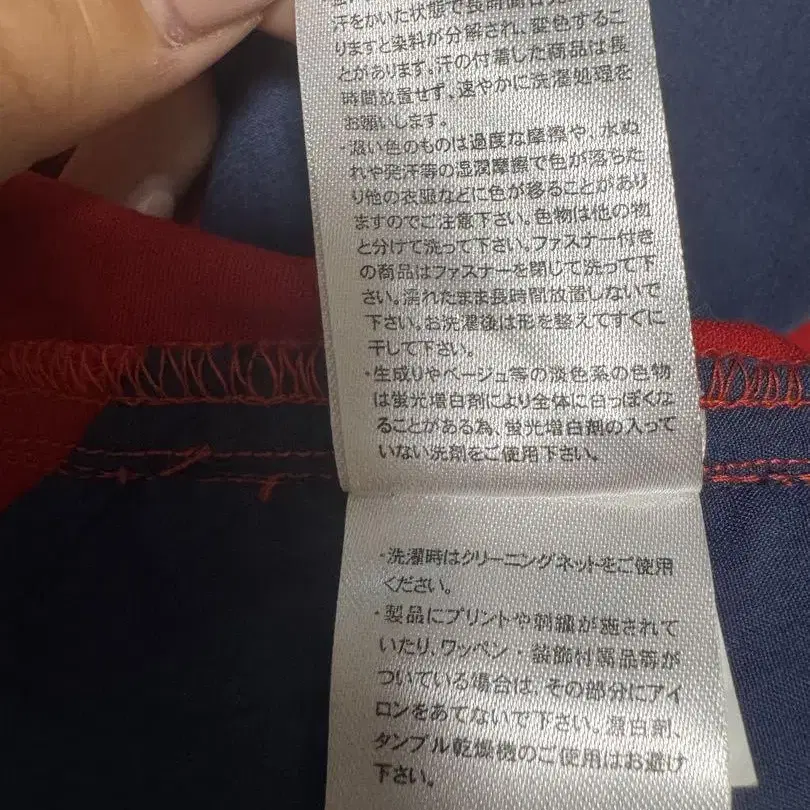 汗をかいた状態で長時間
りますと染料が分解され、変色するこ
とがあります。汗の付着した商品は長
時間放置せず、速やかに洗濯処理を
お願いします。
・濃い色のものは過度な摩擦や、水ぬ
れや発汗等の湿潤摩擦で色が落ちた
り他の衣服などに色が移ることがあり
ますのでご注意下さい。色物は他の物
と分けて洗って下さい。ファスナー付き
の商品はファスナーを閉じて洗って下
さい。濡れたまま長時間放置しないで
下さい。お洗濯後は形を整えてすぐに
干して下さい。
・生成りやベージュ等の淡色系の色物
は蛍光増白剤により全体に白っぽくな
ることがある為、蛍光増白剤の入って
いない洗剤をご使用下さい。
・洗濯時はクリーニングネットをご使用
ください。
・製品にプリントや刺繍が施されて
いたり、ワッペン・装飾付属品等が
ついている場合は、その部分にアイ
ロンをあてないで下さい。漂白剤、
タンブル乾燥機のご使用はお避け
下さい。